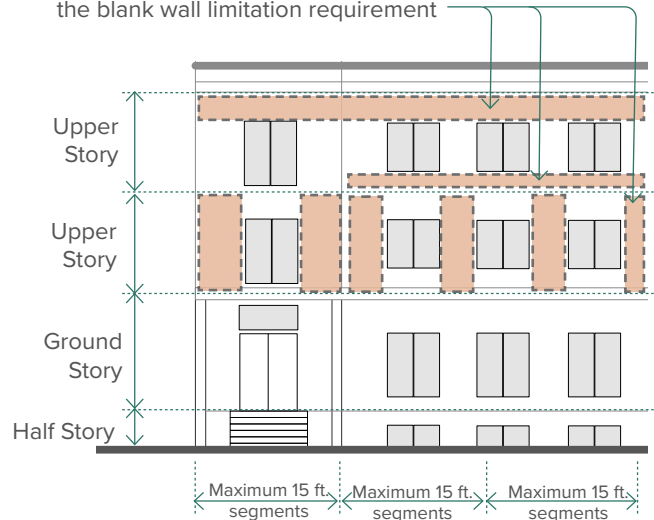 the blank wall limitation requirement
Upper
Story
Upper
Story
Ground
Story
Half Story
Maximum 15 ft.
segments
Maximum 15 ft.
segments
Maximum 15 ft.
segments